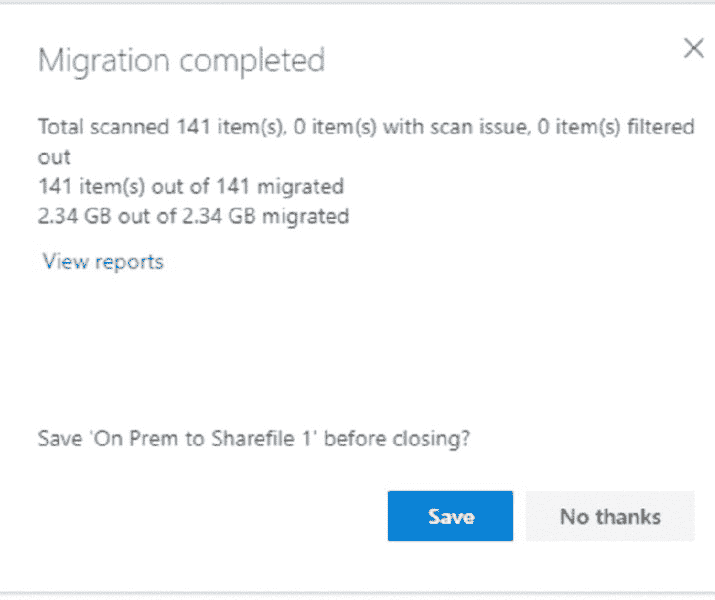 Migration completed
Total scanned 141 item(s), 0 item(s) with scan issue, 0 item(s) filtered
out
141 item(s) out of 141 migrated
2.34 GB out of 2.34 GB migrated
View reports
Save 'On Prem to Sharefile 1' before closing?
Save
No thanks